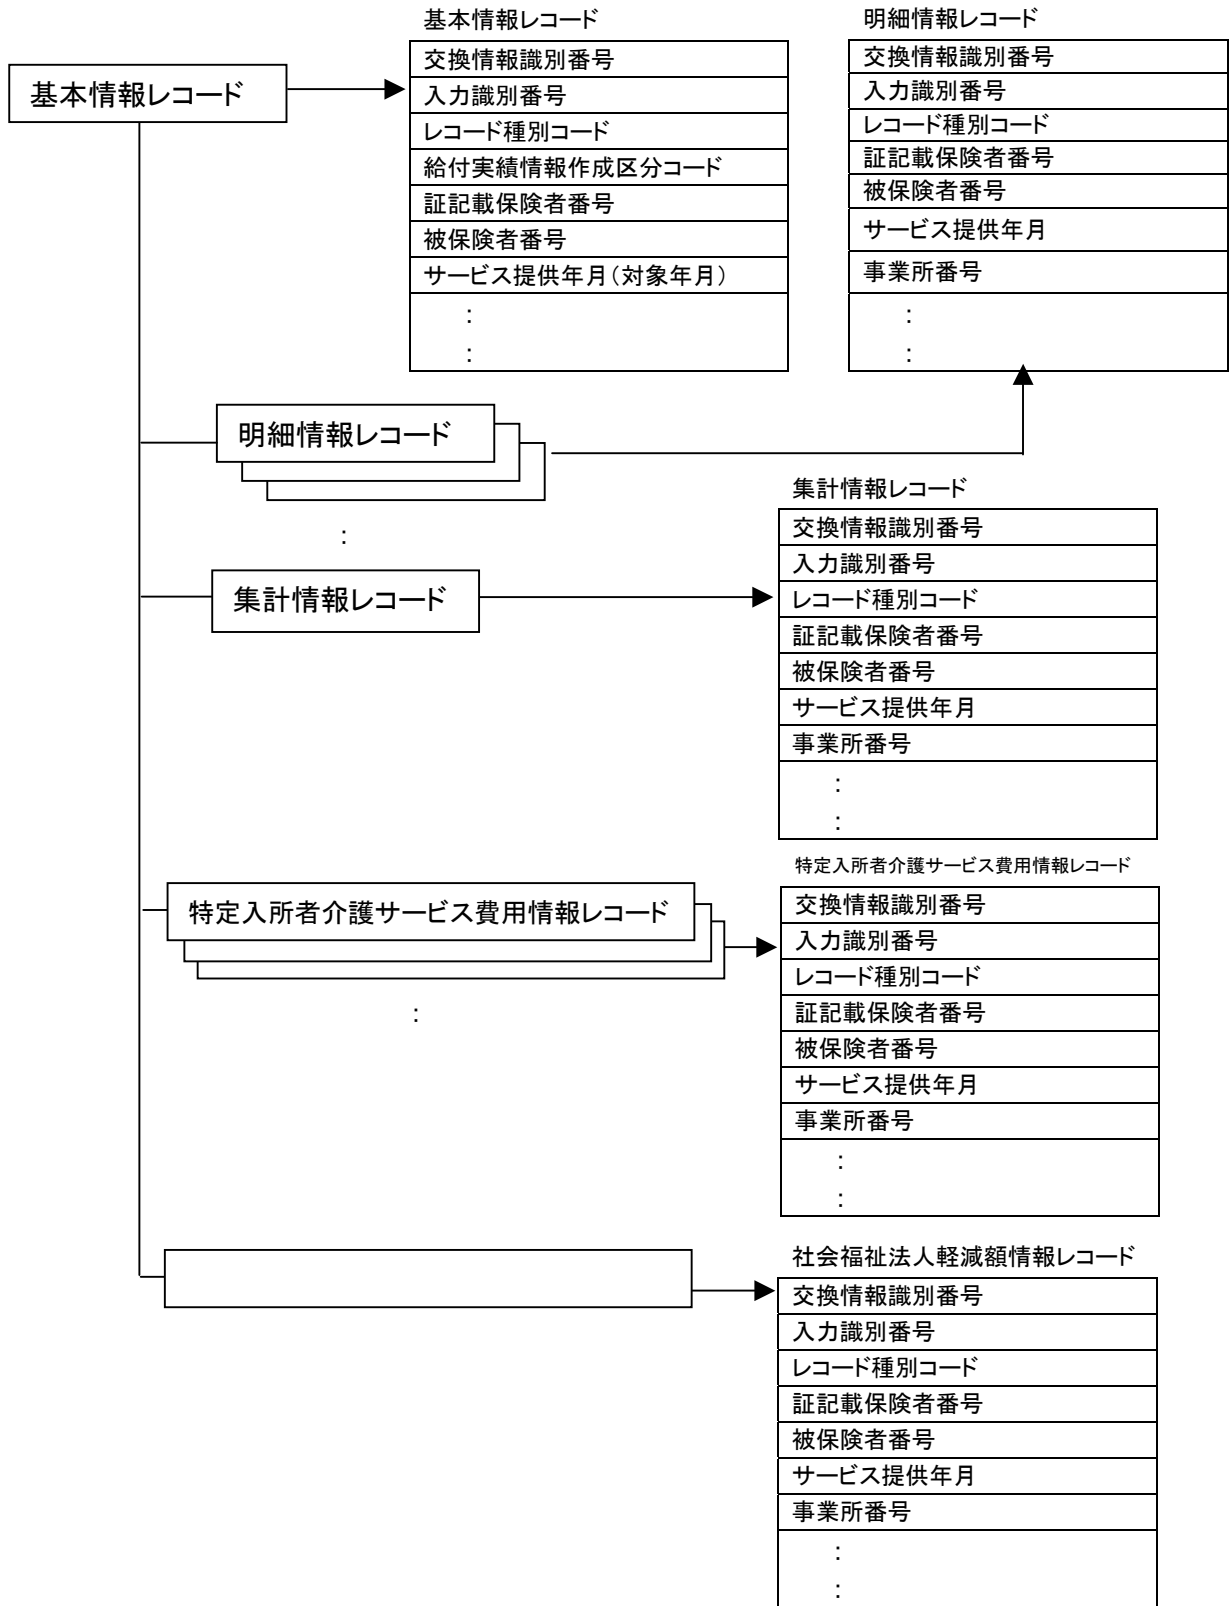 基本情報レコード
基本情報レコード
交換情報識別番号
入力識別番号
レコード種別コード
給付実績情報作成区分コード
証記載保険者番号
被保険者番号
サービス提供年月(対象年月)
:
:
明細情報レコード
交換情報識別番号
入力識別番号
レコード種別コード
証記載保険者番号
被保険者番号
サービス提供年月
事業所番号
:
:
明細情報レコード
:
集計情報レコード
集計情報レコード
交換情報識別番号
入力識別番号
レコード種別コード
証記載保険者番号
被保険者番号
サービス提供年月
事業所番号
:
:
特定入所者介護サービス費用情報レコード
:
特定入所者介護サービス費用情報レコード
交換情報識別番号
入力識別番号
レコード種別コード
証記載保険者番号
被保険者番号
サービス提供年月
事業所番号
:
:
社会福祉法人軽減額情報レコード
交換情報識別番号
入力識別番号
レコード種別コード
証記載保険者番号
被保険者番号
サービス提供年月
事業所番号
:
: